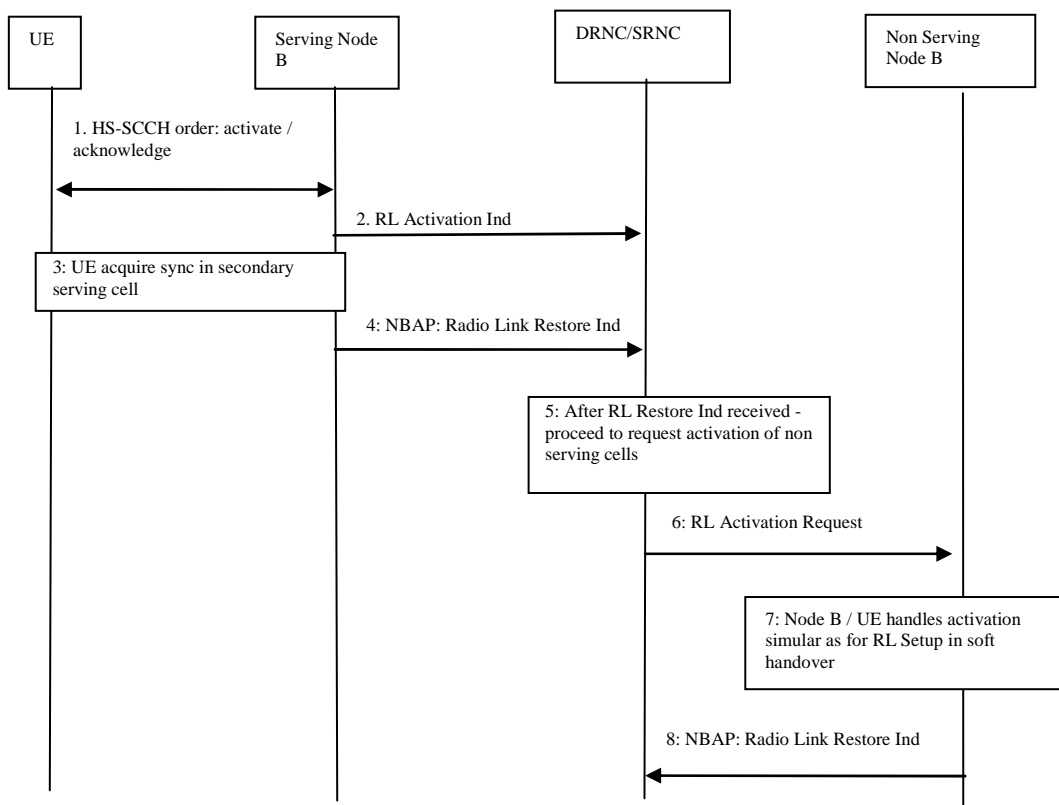 UE
Serving Node
B
DRNC/SRNC
Non Serving
Node B
1. HS-SCCH order: activate /
acknowledge
2. RL Activation Ind
3: UE acquire sync in secondary
serving cell
4: NBAP: Radio Link Restore Ind
5: After RL Restore Ind received -
proceed to request activation of non
serving cells
6: RL Activation Request
7: Node B / UE handles activation
simular as for RL Setup in soft
handover
8: NBAP: Radio Link Restore Ind